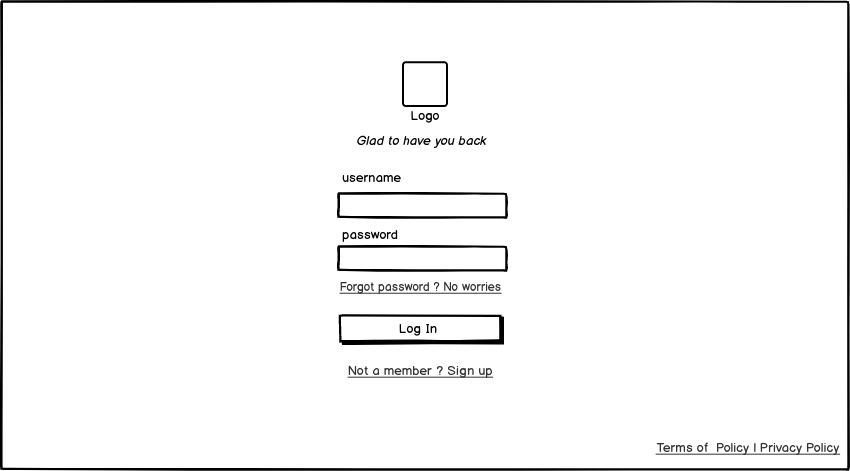 Logo
Glad to have you back
username
password
Forgot password ? No worries
Log In
Not a member ? Sign up
Terms of  Policy | Privacy Policy